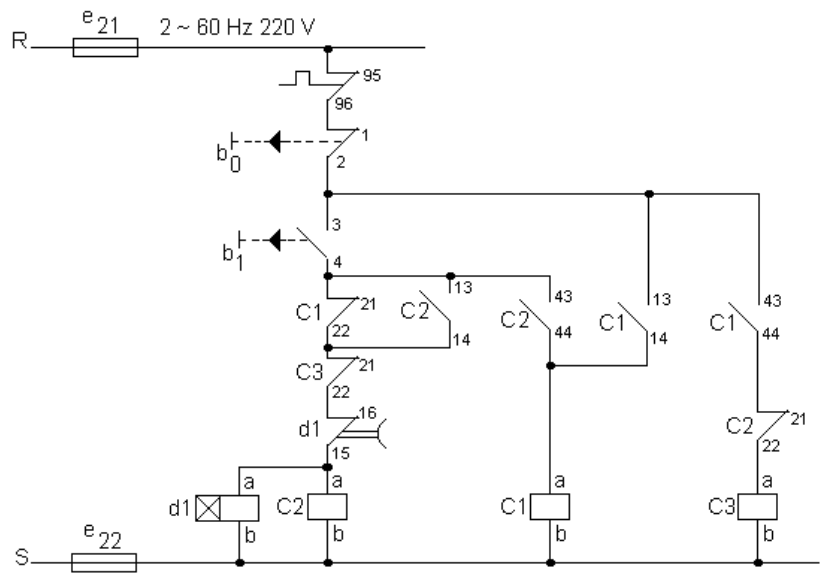 e21 2 ~ 60 Hz 220 V
R
95
96
1
b0 2
3
b1 4
13
21 43 13 43
C1 C2 C2 C1 C1
22 44 44
14 14
C3 21
22
16
d1 C2 21
15 22
a a a a
d1 C2 C1 C3
b b b b
e22
S